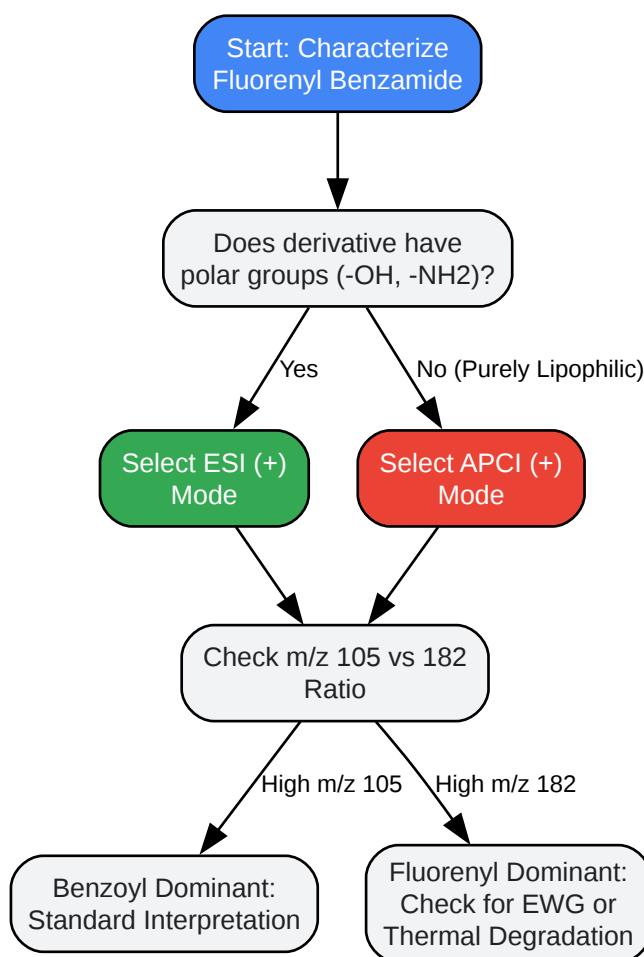 Start: Characterize
Fluorenyl Benzamide
Does derivative have
polar groups (-OH, -NH2)?
Yes
No (Purely Lipophilic)
Select ESI (+)
Mode
Select APCI (+)
Mode
Check m/z 105 vs 182
Ratio
High m/z 105
High m/z 182
Benzoyl Dominant:
Standard Interpretation
Fluorenyl Dominant:
Check for EWG or
Thermal Degradation